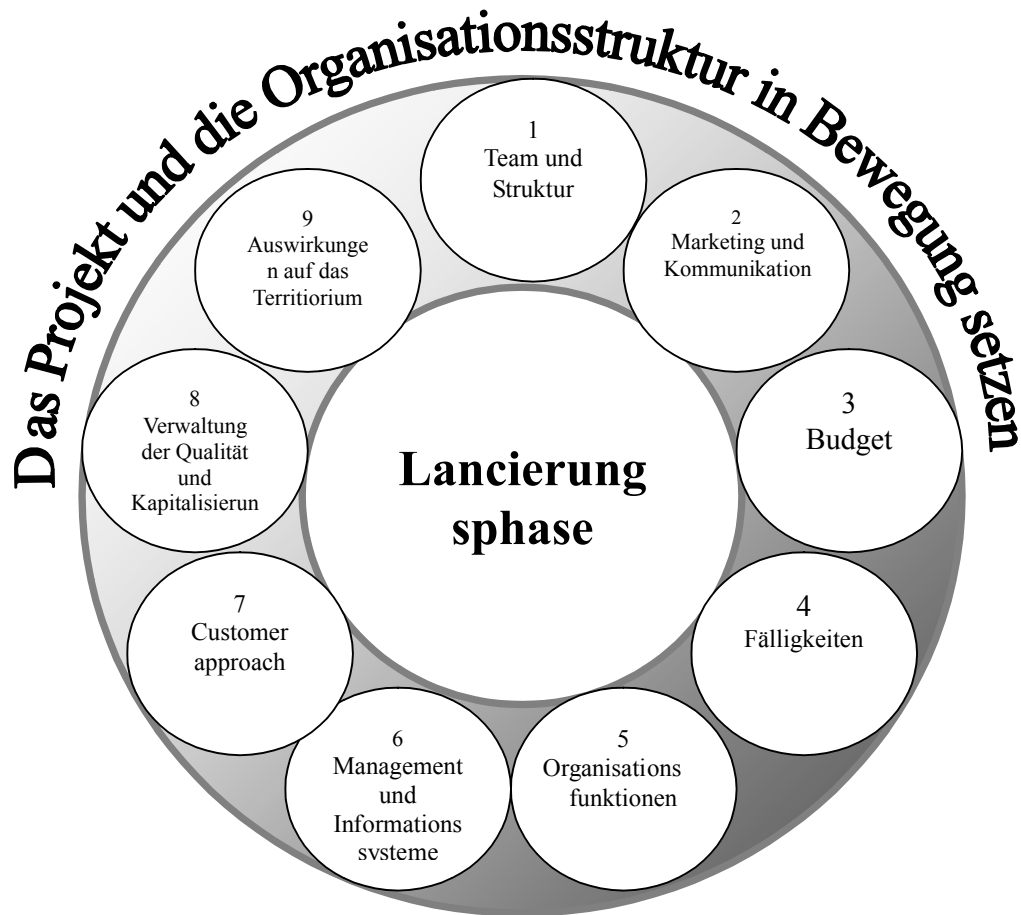 Das Projekt und die Organisationsstruktur in Bewegung setzen
1
Team und
Struktur
2
Marketing und
Kommunikation
3
Budget
4
Fälligkeiten
5
Organisations
funktionen
6
Management
und
Informations
systeme
7
Customer
approach
8
Verwaltung
der Qualität
und
Kapitalisierun
9
Auswirkunge
n auf das
Territiorium
Lancierung
sphase